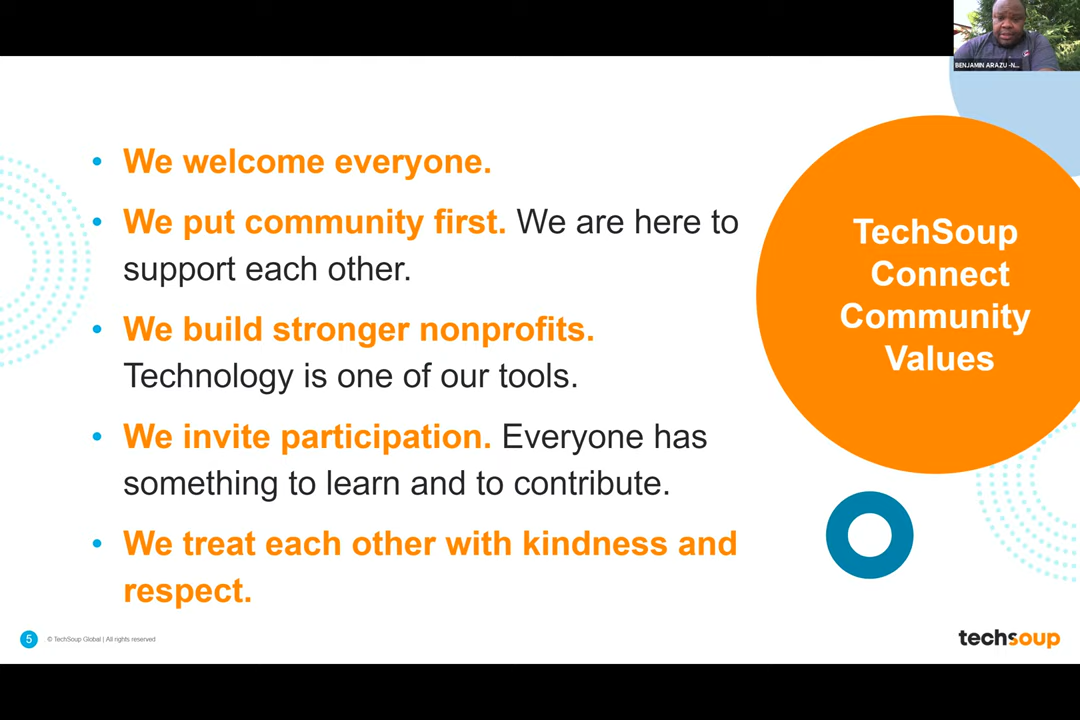 BENJAMIN ARAZU -N...
We welcome everyone.
We put community first. We are here to
support each other.
We build stronger nonprofits.
Technology is one of our tools.
We invite participation. Everyone has
something to learn and to contribute.
We treat each other with kindness and
respect.
TechSoup
Connect
Community
Values
5
© TechSoup Global | All rights reserved
techsoup